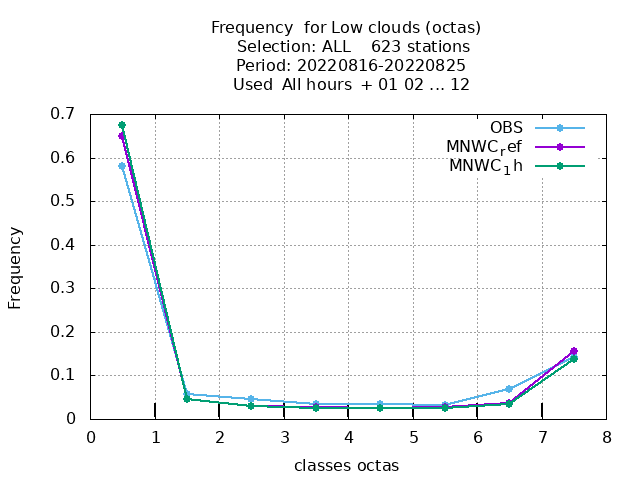 Frequency  for Low clouds (octas)
Selection: ALL    623 stations
Period: 20220816-20220825
Used  All hours  + 01 02 ... 12
0.7
0.6
0.5
0.4
0.3
0.2
0.1
0
Frequency
OBS
MNWCref
MNWC1h
0 1 2 3 4 5 6 7 8
classes octas